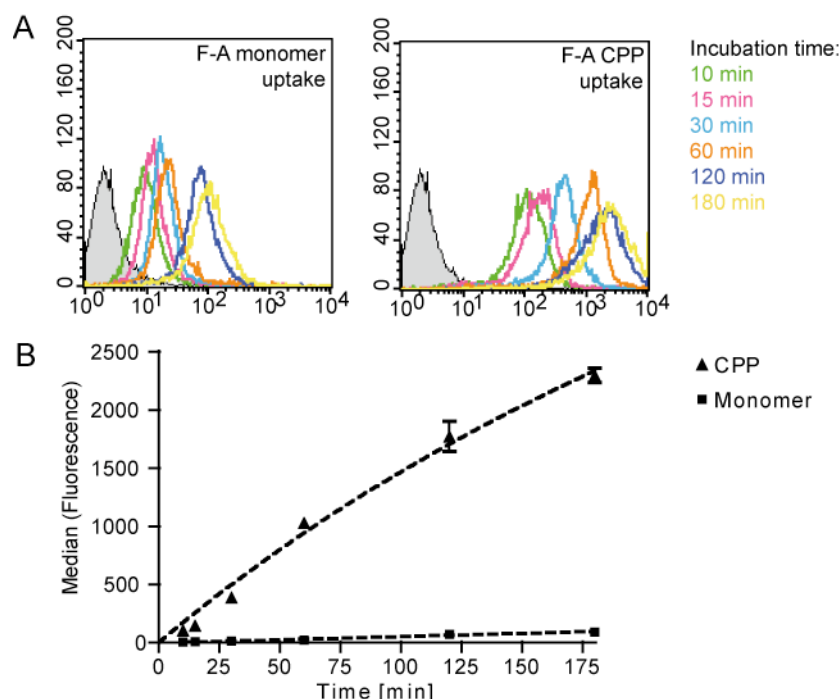 A
F-A monomer
uptake
200
160
120
80
40
0
10^0
10^1
10^2
10^3
10^4
F-A CPP
uptake
200
160
120
80
40
0
10^0
10^1
10^2
10^3
10^4
Incubation time:
10 min
15 min
30 min
60 min
120 min
180 min
B
Median (Fluorescence)
2500
2000
1500
1000
500
0
0 25 50 75 100 125 150 175
Time [min]
CPP
Monomer